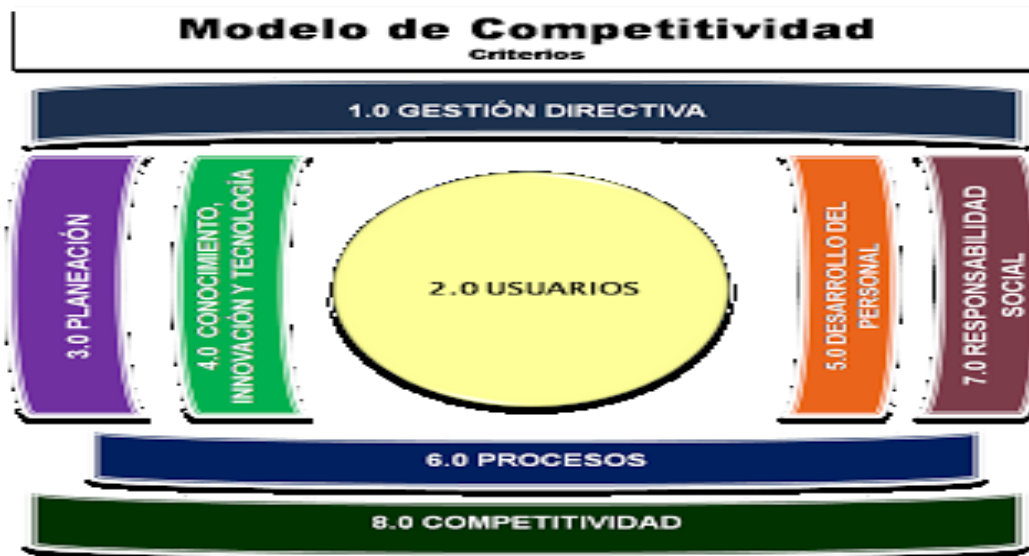 Modelo de Competitividad
Criterios
1.0 GESTIÓN DIRECTIVA
3.0 PLANEACIÓN
4.0 CONOCIMIENTO,
INNOVACIÓN Y TECNOLOGÍA
2.0 USUARIOS
5.0 DESARROLLO DEL
PERSONAL
7.0 RESPONSABILIDAD
SOCIAL
6.0 PROCESOS
8.0 COMPETITIVIDAD